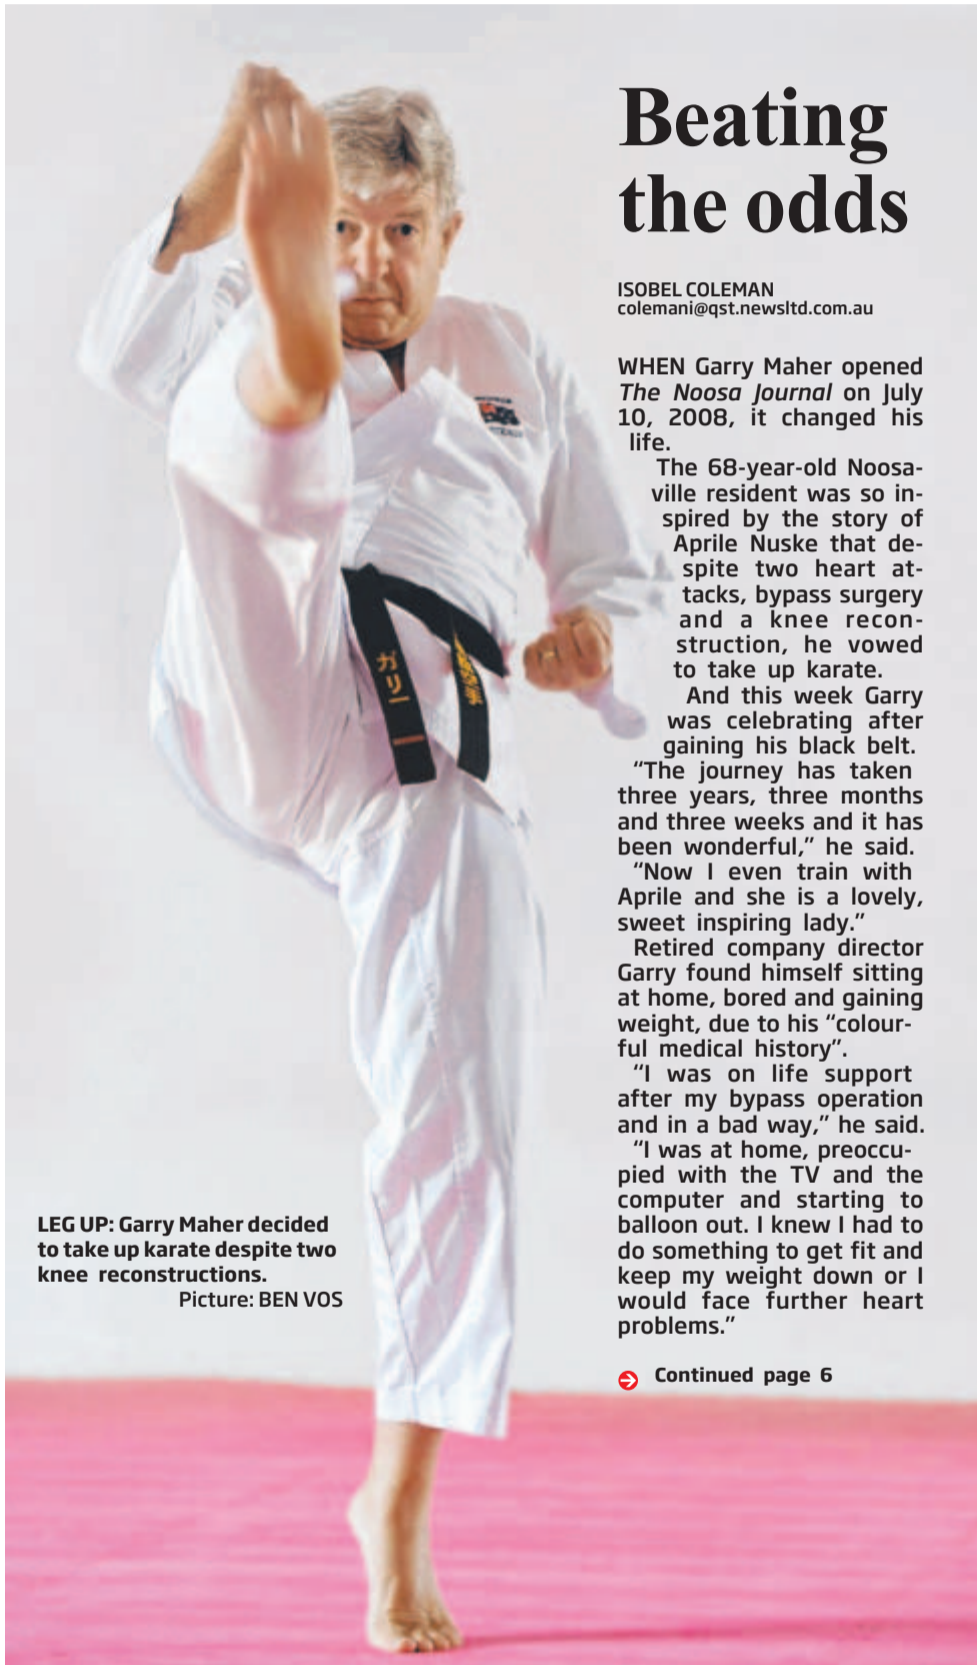 Beating
the odds
ISOBEL COLEMAN
colemani@qst.newsltd.com.au
WHEN Garry Maher opened
The Noosa Journal on July
10, 2008, it changed his
life.
The 68-year-old Noosa-
ville resident was so in-
spired by the story of
Aprile Nuske that de-
spite two heart at-
tacks, bypass surgery
and a knee recon-
struction, he vowed
to take up karate.
And this week Garry
was celebrating after
gaining his black belt.
“The journey has taken
three years, three months
and three weeks and it has
been wonderful,” he said.
“Now I even train with
Aprile and she is a lovely,
sweet inspiring lady.”
Retired company director
Garry found himself sitting
at home, bored and gaining
weight, due to his “colour-
ful medical history”.
“I was on life support
after my bypass operation
and in a bad way,” he said.
“I was at home, preoccu-
pied with the TV and the
computer and starting to
balloon out. I knew I had to
do something to get fit and
keep my weight down or I
would face further heart
problems.”
Continued page 6
LEG UP: Garry Maher decided
to take up karate despite two
knee reconstructions.
Picture: BEN VOS
ガリー